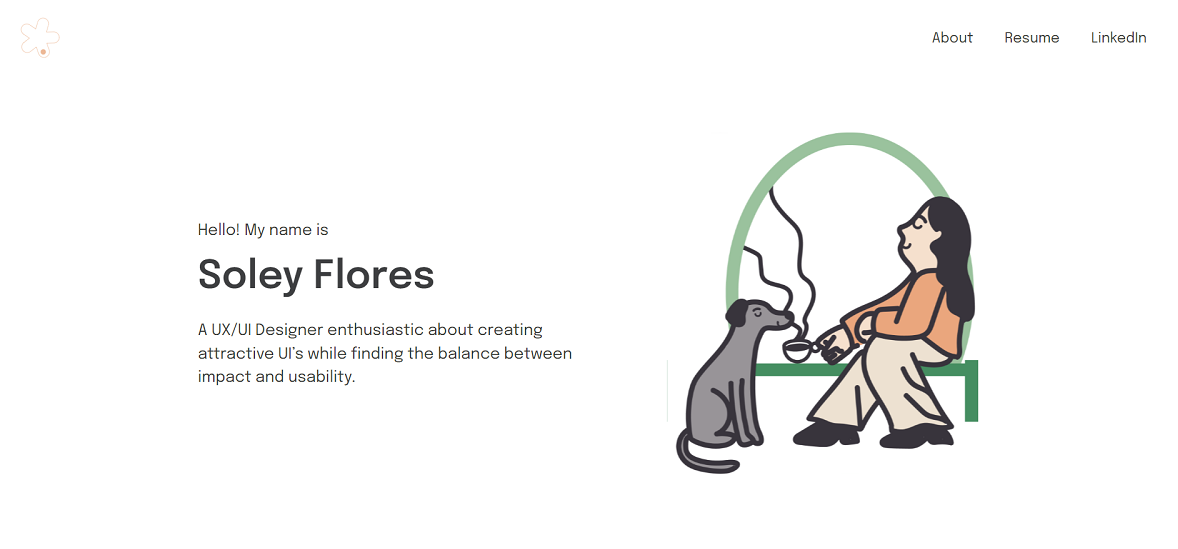 About
Resume
LinkedIn
Hello! My name is
Soley Flores
A UX/UI Designer enthusiastic about creating
attractive UI's while finding the balance between
impact and usability.